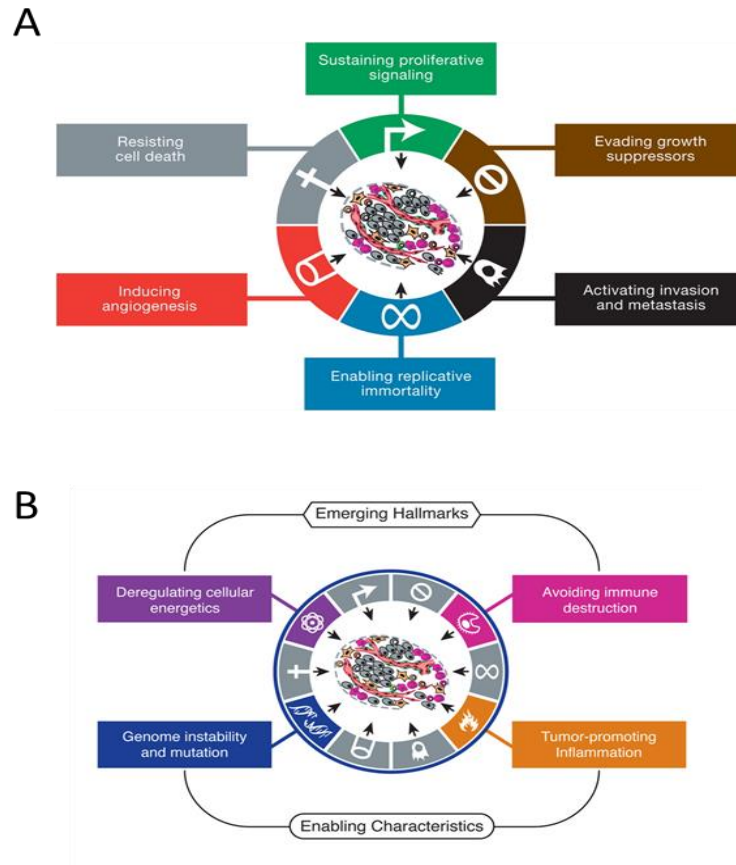 A
Sustaining proliferative
signaling
Resisting
cell death
Evading growth
suppressors
Inducing
angiogenesis
Activating invasion
and metastasis
Enabling replicative
immortality
B
Emerging Hallmarks
Deregulating cellular
energetics
Avoiding immune
destruction
Genome instability
and mutation
Tumor-promoting
Inflammation
Enabling Characteristics